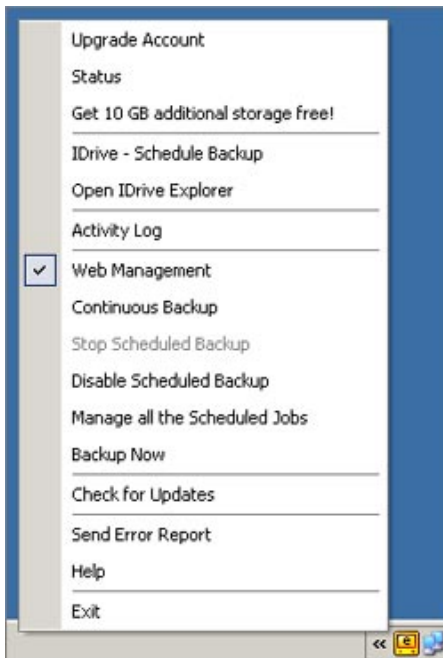 Upgrade Account
Status
Get 10 GB additional storage free!
IDrive - Schedule Backup
Open IDrive Explorer
Activity Log
Web Management
Continuous Backup
Stop Scheduled Backup
Disable Scheduled Backup
Manage all the Scheduled Jobs
Backup Now
Check for Updates
Send Error Report
Help
Exit
«
e